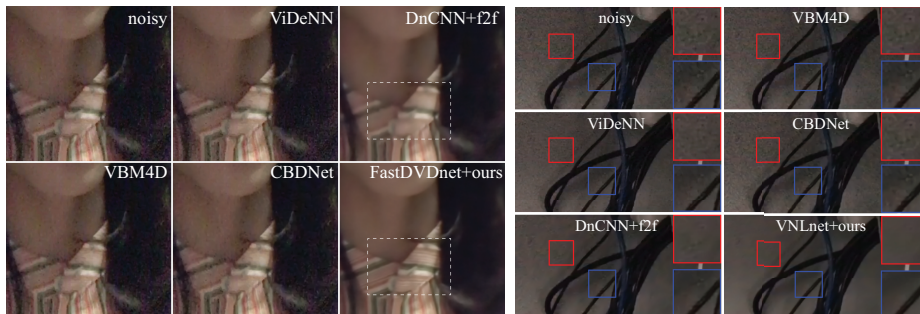 noisy
ViDeNN
DnCNN+f2f
VBM4D
CBDNet
FastDVDnet+ours
noisy
VBM4D
ViDeNN
CBDNet
DnCNN+f2f
VNLnet+ours